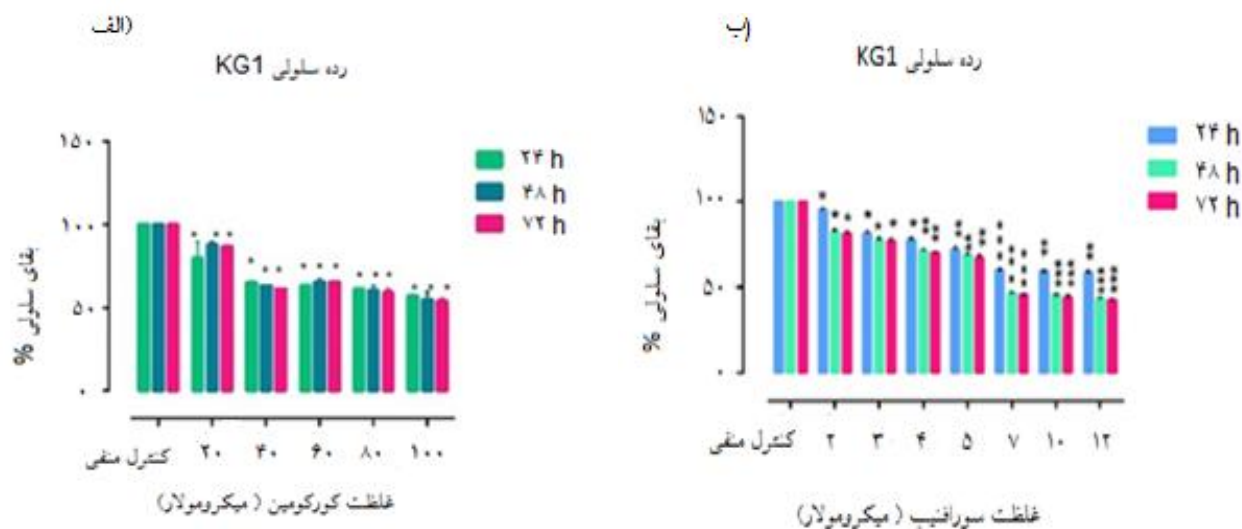 الف)
رده سلولی KG1
۱۵۰
۱۰۰
۵۰
۰
بقای سلولی %
۲۴ h
۴۸ h
۷۲ h
کنترل منفی ۲۰ ۴۰ ۶۰ ۸۰ ۱۰۰
غلظت کورکومین ( میکرومولار)
ب)
رده سلولی KG1
۱۵۰
۱۰۰
۵۰
۰
بقای سلولی %
۲۴ h
۴۸ h
۷۲ h
کنترل منفی ۲ ۳ ۴ ۵ ۷ ۱۰ ۱۲
غلظت سورافنیب ( میکرومولار)